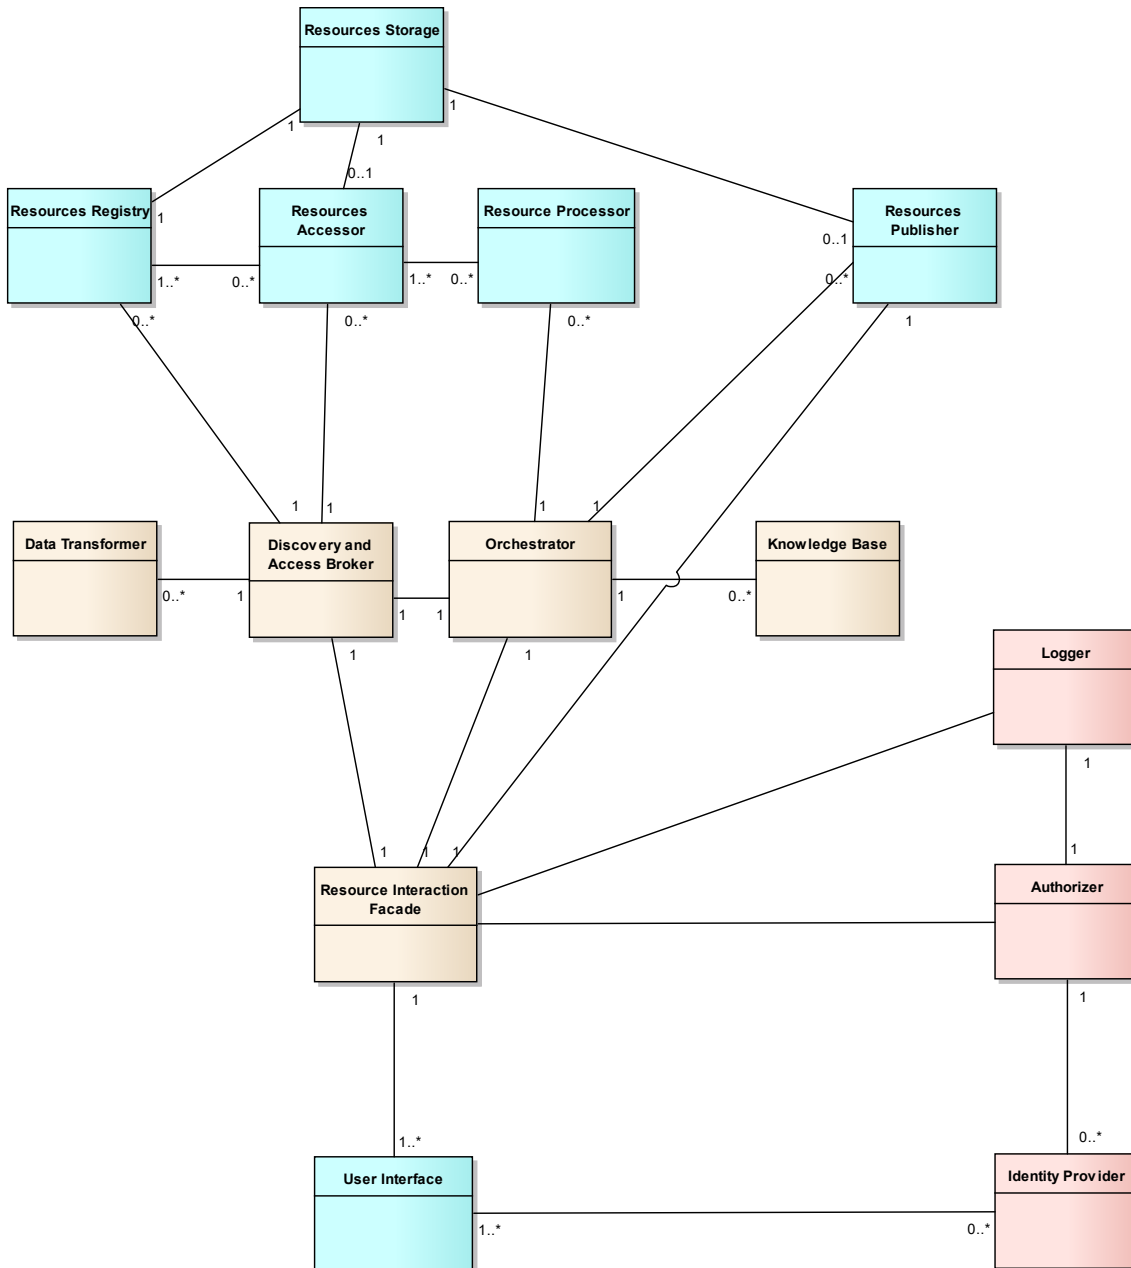 Resources Storage
1
1
1
0..1
Resources Registry
Resources
Accessor
Resource Processor
Resources
Publisher
1
0..1
1..*
0..*
1..*
0..*
0..*
0..*
0..*
0..*
1
1
1
1
1
Data Transformer
Discovery and
Access Broker
Orchestrator
Knowledge Base
0..*
1
1
1
1
0..*
1
1
Logger
1
1
1
1
1
Resource Interaction
Facade
Authorizer
1
1
1..*
0..*
User Interface
Identity Provider
1..*
0..*